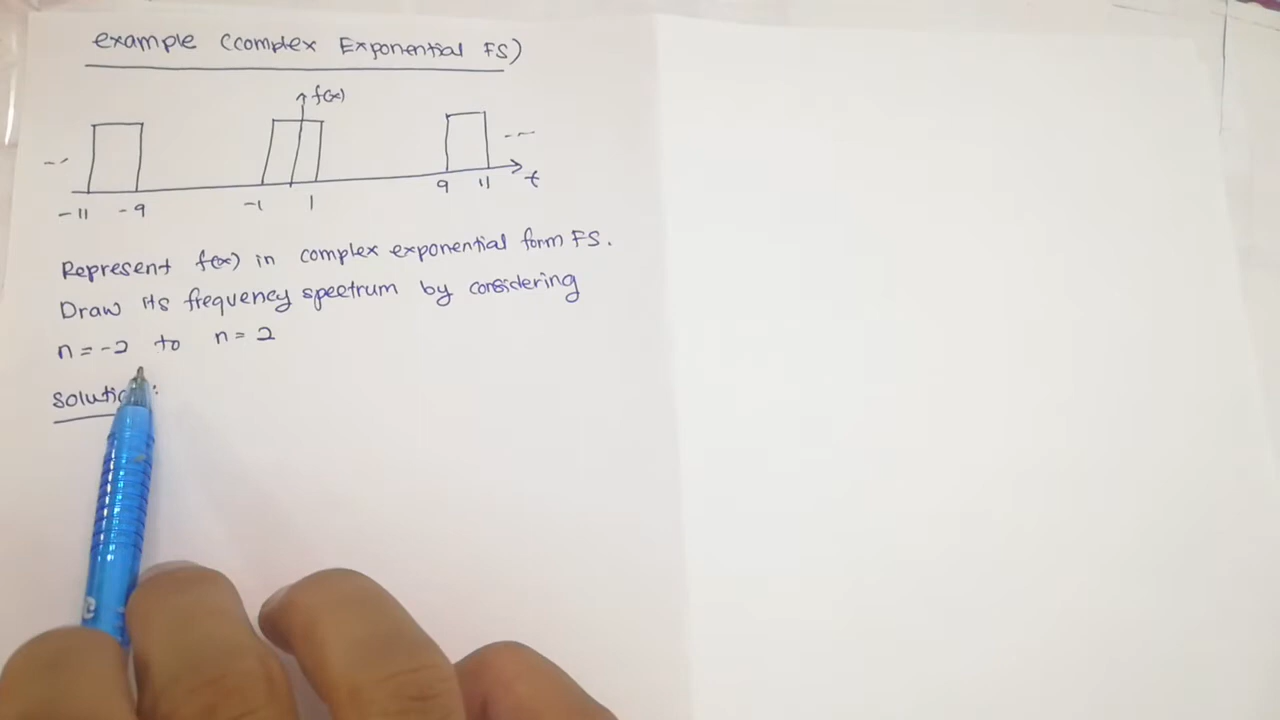 example (complex Exponential FS)
f(x)
-11 -9 -1 1 9 11 t
Represent f(x) in complex exponential form FS.
Draw its frequency spectrum by considering
n = -2 to n = 2